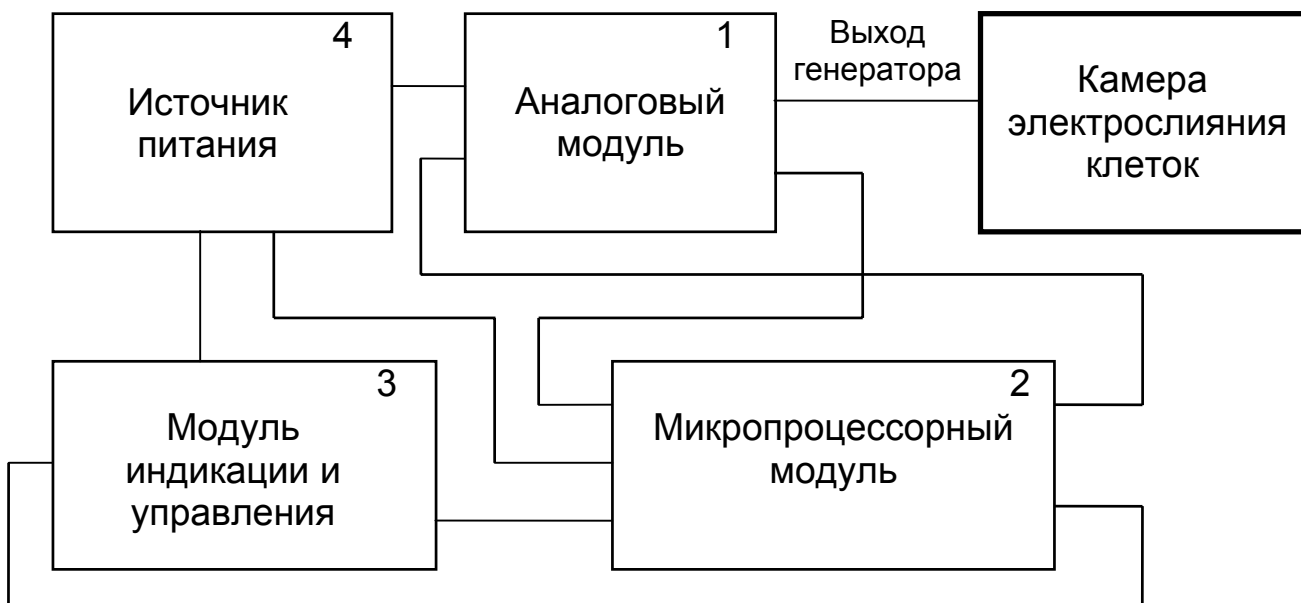 4
Источник
питания
1
Аналоговый
модуль
Выход
генератора
Камера
электрослияния
клеток
3
Модуль
индикации и
управления
2
Микропроцессорный
модуль